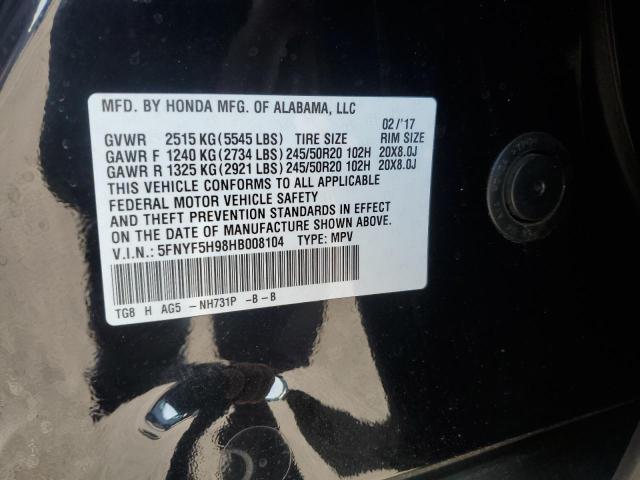 MFD. BY HONDA MFG. OF ALABAMA, LLC
02/'17
GVWR 2515 KG (5545 LBS) TIRE SIZE RIM SIZE
GAWR F 1240 KG (2734 LBS) 245/50R20 102H 20X8.0J
GAWR R 1325 KG (2921 LBS) 245/50R20 102H 20X8.0J
THIS VEHICLE CONFORMS TO ALL APPLICABLE
FEDERAL MOTOR VEHICLE SAFETY
AND THEFT PREVENTION STANDARDS IN EFFECT
ON THE DATE OF MANUFACTURE SHOWN ABOVE.
V.I.N.: 5FNYF5H98HB008104 TYPE: MPV
TG8 H AG5 -NH731P -B-B